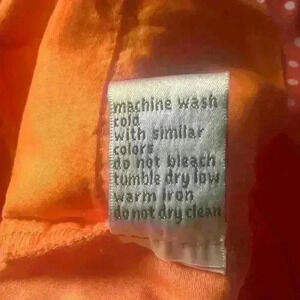 machine wash
cold
with similar
colors
do not bleach
tumble dry low
warm iron
do not dry clean